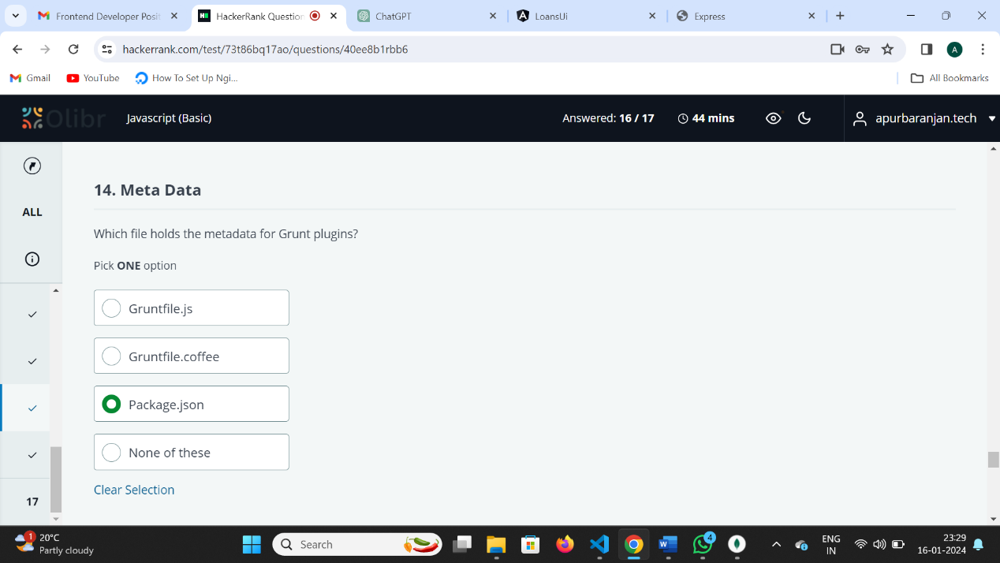 Frontend Developer Posit
HackerRank Question
ChatGPT
LoansUi
Express
hackerrank.com/test/73t86bq17ao/questions/40ee8b1rbb6
A
Gmail
YouTube
How To Set Up Ngi...
All Bookmarks
Olibr
Javascript (Basic)
Answered: 16 / 17
44 mins
apurbaranjan.tech
ALL
14. Meta Data
Which file holds the metadata for Grunt plugins?
Pick ONE option
Gruntfile.js
Gruntfile.coffee
Package.json
None of these
Clear Selection
17
1
20°C
Partly cloudy
Search
W
4
ENG
IN
23:29
16-01-2024